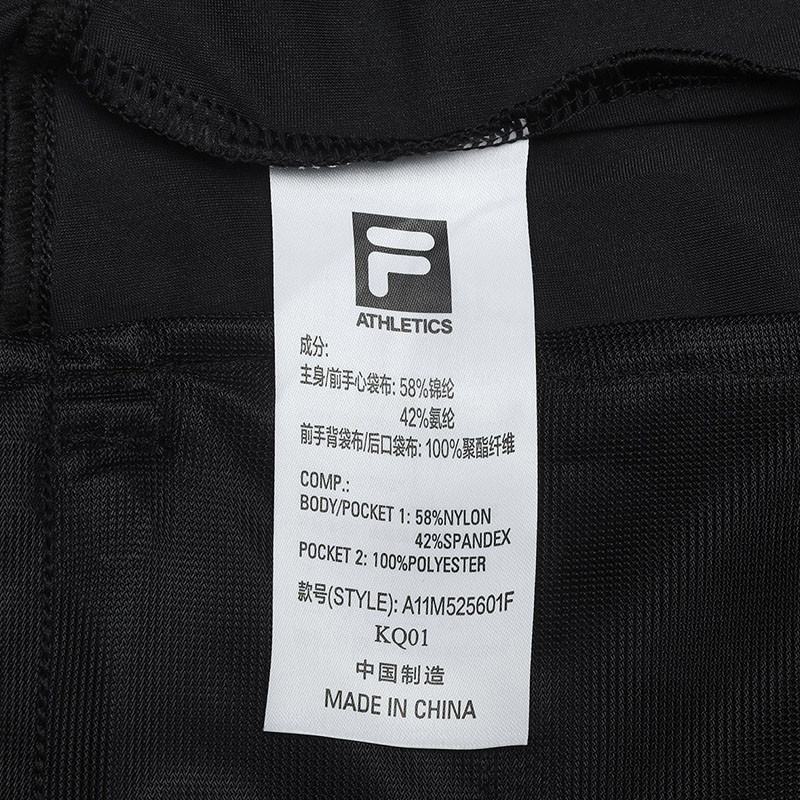 F
ATHLETICS
成分:
主身/前手心袋布: 58%锦纶
42%氨纶
前手背袋布/后口袋布: 100%聚酯纤维
COMP.:
BODY/POCKET 1: 58%NYLON
42%SPANDEX
POCKET 2: 100%POLYESTER
款号(STYLE): A11M525601F
KQ01
中国制造
MADE IN CHINA